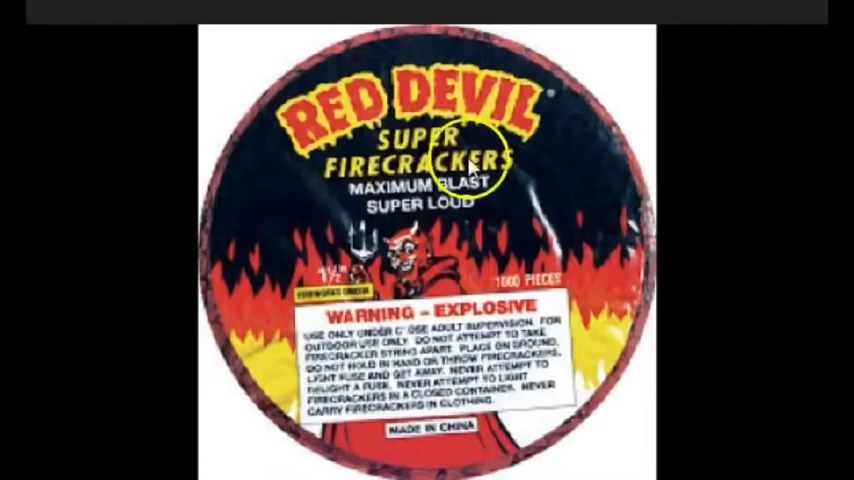 RED DEVIL
SUPER
FIRECRACKERS
MAXIMUM BLAST
SUPER LOUD
1½"
1000 PIECES
WARNING - EXPLOSIVE
USE ONLY UNDER C' OSE ADULT SUPERVISION. FOR
OUTDOOR USE ONLY. DO NOT ATTEMPT TO TAKE
FIRECRACKER STRING APART. PLACE ON GROUND.
DO NOT HOLD IN HAND OR THROW FIRECRACKERS.
LIGHT FUSE AND GET AWAY. NEVER ATTEMPT TO
RELIGHT A FUSE. NEVER ATTEMPT TO LIGHT
FIRECRACKERS IN A CLOSED CONTAINER. NEVER
CARRY FIRECRACKERS IN CLOTHING.
MADE IN CHINA